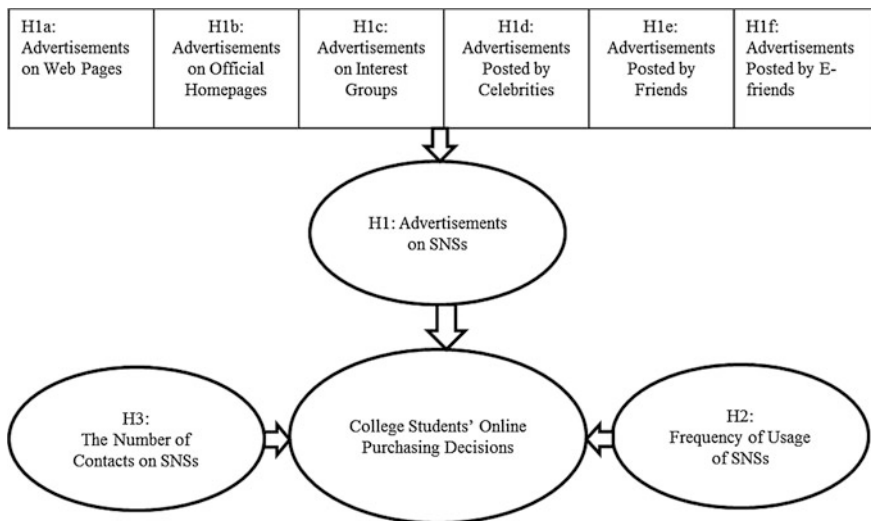 H1a:
Advertisements
on Web Pages
H1b:
Advertisements
on Official
Homepages
H1c:
Advertisements
on Interest
Groups
H1d:
Advertisements
Posted by
Celebrities
H1e:
Advertisements
Posted by
Friends
H1f:
Advertisements
Posted by E-
friends
H1: Advertisements
on SNSs
H3:
The Number of
Contacts on SNSs
College Students’ Online
Purchasing Decisions
H2:
Frequency of Usage
of SNSs